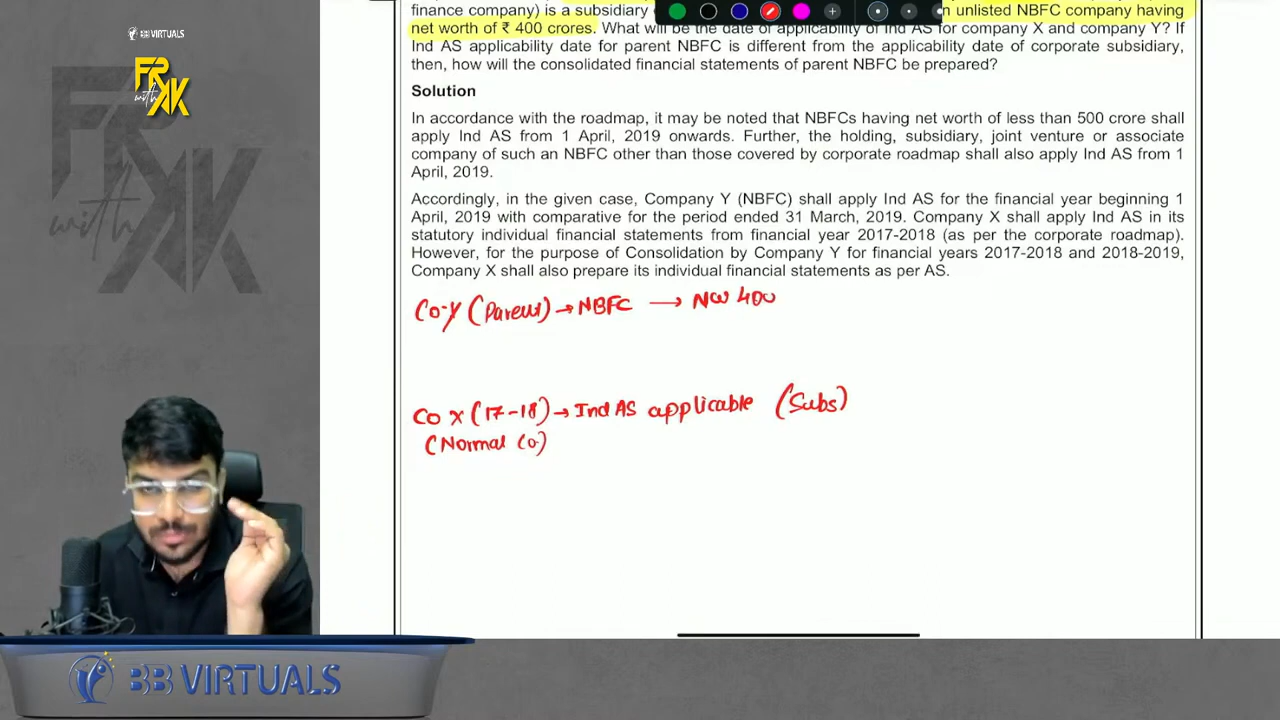 finance company) is a subsidiary
n unlisted NBFC company having
net worth of ₹ 400 crores. What will be the date of applicability of Ind AS for company X and company Y? If
Ind AS applicability date for parent NBFC is different from the applicability date of corporate subsidiary,
then, how will the consolidated financial statements of parent NBFC be prepared?
Solution
In accordance with the roadmap, it may be noted that NBFCs having net worth of less than 500 crore shall
apply Ind AS from 1 April, 2019 onwards. Further, the holding, subsidiary, joint venture or associate
company of such an NBFC other than those covered by corporate roadmap shall also apply Ind AS from 1
April, 2019.
Accordingly, in the given case, Company Y (NBFC) shall apply Ind AS for the financial year beginning 1
April, 2019 with comparative for the period ended 31 March, 2019. Company X shall apply Ind AS in its
statutory individual financial statements from financial year 2017-2018 (as per the corporate roadmap).
However, for the purpose of Consolidation by Company Y for financial years 2017-2018 and 2018-2019,
Company X shall also prepare its individual financial statements as per AS.
Co-Y (Parent) → NBFC → NW 400
Co X (17-18) → Ind AS applicable (Subs)
(Normal Co)
BB VIRTUALS
FR with AK
FR with AK
BB VIRTUALS